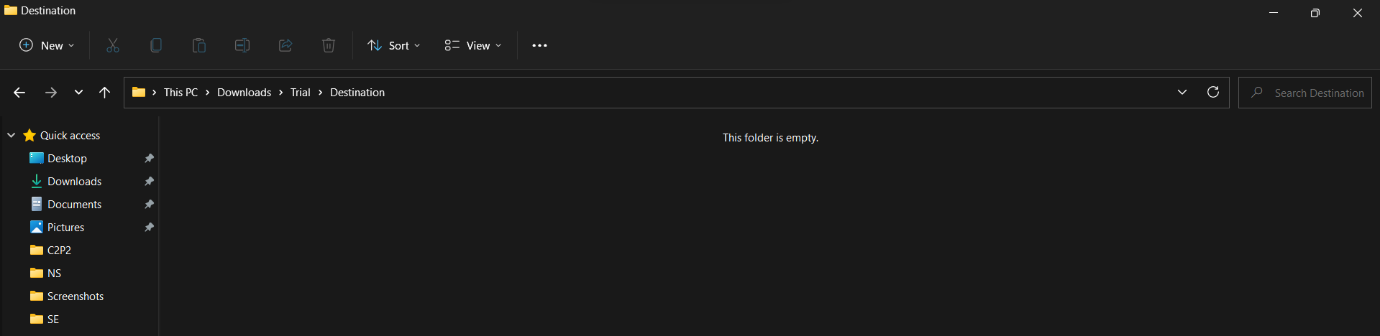 Destination
New Sort View
This PC > Downloads > Trial > Destination Search Destination
Quick access
Desktop
Downloads
Documents
Pictures
C2P2
NS
Screenshots
SE
This folder is empty.